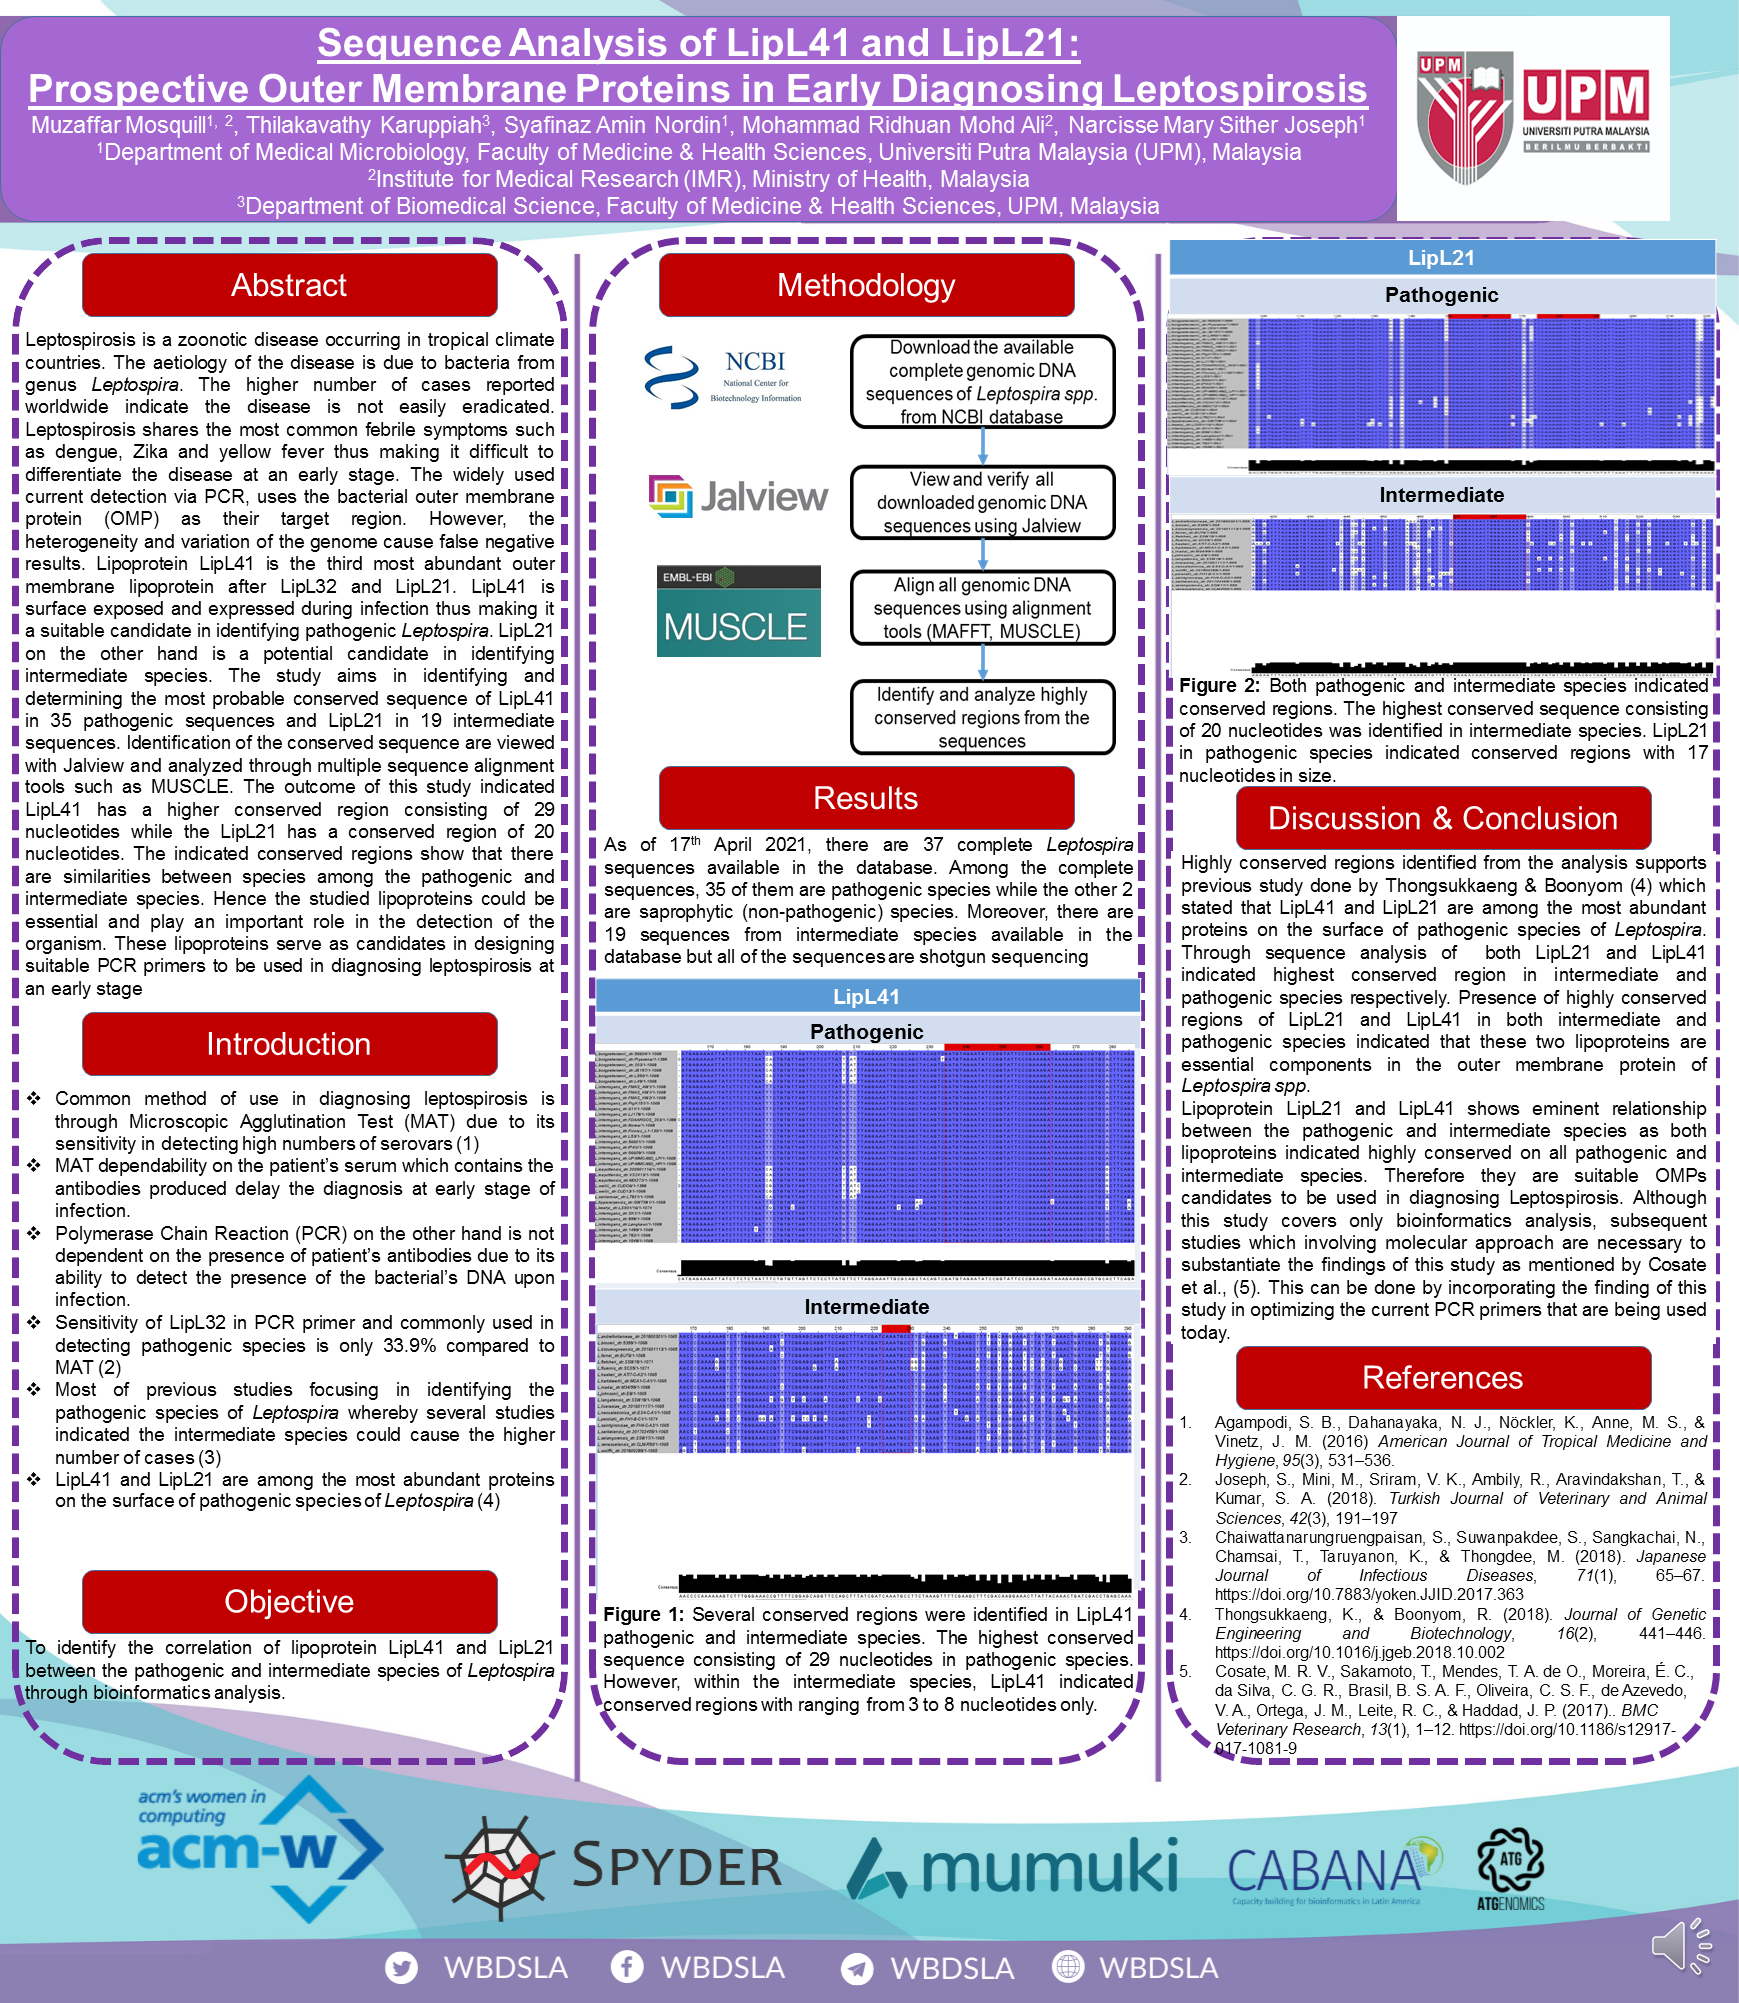 Sequence Analysis of LipL41 and LipL21:
Prospective Outer Membrane Proteins in Early Diagnosing Leptospirosis
Muzaffar Mosquill1, 2, Thilakavathy Karuppiah3, Syafinaz Amin Nordin1, Mohammad Ridhuan Mohd Ali2, Narcisse Mary Sither Joseph1
1Department of Medical Microbiology, Faculty of Medicine & Health Sciences, Universiti Putra Malaysia (UPM), Malaysia
2Institute for Medical Research (IMR), Ministry of Health, Malaysia
3Department of Biomedical Science, Faculty of Medicine & Health Sciences, UPM, Malaysia
UPM
UPM
UNIVERSITI PUTRA MALAYSIA
BERILMU BERBAKTI
Abstract
Leptospirosis is a zoonotic disease occurring in tropical climate
countries. The aetiology of the disease is due to bacteria from
genus Leptospira. The higher number of cases reported
worldwide indicate the disease is not easily eradicated.
Leptospirosis shares the most common febrile symptoms such
as dengue, Zika and yellow fever thus making it difficult to
differentiate the disease at an early stage. The widely used
current detection via PCR, uses the bacterial outer membrane
protein (OMP) as their target region. However, the
heterogeneity and variation of the genome cause false negative
results. Lipoprotein LipL41 is the third most abundant outer
membrane lipoprotein after LipL32 and LipL21. LipL41 is
surface exposed and expressed during infection thus making it
a suitable candidate in identifying pathogenic Leptospira. LipL21
on the other hand is a potential candidate in identifying
intermediate species. The study aims in identifying and
determining the most probable conserved sequence of LipL41
in 35 pathogenic sequences and LipL21 in 19 intermediate
sequences. Identification of the conserved sequence are viewed
with Jalview and analyzed through multiple sequence alignment
tools such as MUSCLE. The outcome of this study indicated
LipL41 has a higher conserved region consisting of 29
nucleotides while the LipL21 has a conserved region of 20
nucleotides. The indicated conserved regions show that there
are similarities between species among the pathogenic and
intermediate species. Hence the studied lipoproteins could be
essential and play an important role in the detection of the
organism. These lipoproteins serve as candidates in designing
suitable PCR primers to be used in diagnosing leptospirosis at
an early stage
Introduction
❖ Common method of use in diagnosing leptospirosis is
through Microscopic Agglutination Test (MAT) due to its
sensitivity in detecting high numbers of serovars (1)
❖ MAT dependability on the patient's serum which contains the
antibodies produced delay the diagnosis at early stage of
infection.
❖ Polymerase Chain Reaction (PCR) on the other hand is not
dependent on the presence of patient's antibodies due to its
ability to detect the presence of the bacterial's DNA upon
infection.
❖ Sensitivity of LipL32 in PCR primer and commonly used in
detecting pathogenic species is only 33.9% compared to
MAT (2)
❖ Most of previous studies focusing in identifying the
pathogenic species of Leptospira whereby several studies
indicated the intermediate species could cause the higher
number of cases (3)
❖ LipL41 and LipL21 are among the most abundant proteins
on the surface of pathogenic species of Leptospira (4)
Objective
To identify the correlation of lipoprotein LipL41 and LipL21
between the pathogenic and intermediate species of Leptospira
through bioinformatics analysis.
Methodology
NCBI
National Center for
Biotechnology Information
Download the available
complete genomic DNA
sequences of Leptospira spp.
from NCBI database
Jalview
View and verify all
downloaded genomic DNA
sequences using Jalview
EMBL-EBI
MUSCLE
Align all genomic DNA
sequences using alignment
tools (MAFFT, MUSCLE)
Identify and analyze highly
conserved regions from the
sequences
Results
As of 17th April 2021, there are 37 complete Leptospira
sequences available in the database. Among the complete
sequences, 35 of them are pathogenic species while the other 2
are saprophytic (non-pathogenic) species. Moreover, there are
19 sequences from intermediate species available in the
database but all of the sequences are shotgun sequencing
LipL41
Pathogenic
Intermediate
Figure 1: Several conserved regions were identified in LipL41
pathogenic and intermediate species. The highest conserved
sequence consisting of 29 nucleotides in pathogenic species.
However, within the intermediate species, LipL41 indicated
conserved regions with ranging from 3 to 8 nucleotides only.
LipL21
Pathogenic
Intermediate
Figure 2: Both pathogenic and intermediate species indicated
conserved regions. The highest conserved sequence consisting
of 20 nucleotides was identified in intermediate species. LipL21
in pathogenic species indicated conserved regions with 17
nucleotides in size.
Discussion & Conclusion
Highly conserved regions identified from the analysis supports
previous study done by Thongsukkaeng & Boonyom (4) which
stated that LipL41 and LipL21 are among the most abundant
proteins on the surface of pathogenic species of Leptospira.
Through sequence analysis of both LipL21 and LipL41
indicated highest conserved region in intermediate and
pathogenic species respectively. Presence of highly conserved
regions of LipL21 and LipL41 in both intermediate and
pathogenic species indicated that these two lipoproteins are
essential components in the outer membrane protein of
Leptospira spp.
Lipoprotein LipL21 and LipL41 shows eminent relationship
between the pathogenic and intermediate species as both
lipoproteins indicated highly conserved on all pathogenic and
intermediate species. Therefore they are suitable OMPs
candidates to be used in diagnosing Leptospirosis. Although
this study covers only bioinformatics analysis, subsequent
studies which involving molecular approach are necessary to
substantiate the findings of this study as mentioned by Cosate
et al., (5). This can be done by incorporating the finding of this
study in optimizing the current PCR primers that are being used
today.
References
1. Agampodi, S. B., Dahanayaka, N. J., Nöckler, K., Anne, M. S., &
Vinetz, J. M. (2016) American Journal of Tropical Medicine and
Hygiene, 95(3), 531–536.
2. Joseph, S., Mini, M., Sriram, V. K., Ambily, R., Aravindakshan, T., &
Kumar, S. A. (2018). Turkish Journal of Veterinary and Animal
Sciences, 42(3), 191–197
3. Chaiwattanarungruengpaisan, S., Suwanpakdee, S., Sangkachai, N.,
Chamsai, T., Taruyanon, K., & Thongdee, M. (2018). Japanese
Journal of Infectious Diseases, 71(1), 65–67.
https://doi.org/10.7883/yoken.JJID.2017.363
4. Thongsukkaeng, K., & Boonyom, R. (2018). Journal of Genetic
Engineering and Biotechnology, 16(2), 441–446.
https://doi.org/10.1016/j.jgeb.2018.10.002
5. Cosate, M. R. V., Sakamoto, T., Mendes, T. A. de O., Moreira, É. C.,
da Silva, C. G. R., Brasil, B. S. A. F., Oliveira, C. S. F., de Azevedo,
V. A., Ortega, J. M., Leite, R. C., & Haddad, J. P. (2017).. BMC
Veterinary Research, 13(1), 1–12. https://doi.org/10.1186/s12917-
017-1081-9
acm's women in
computing
acm-w
SPYDER
mumuki
CABANA
Capacity building for bioinformatics in Latin America
ATG
ATGENOMICS
WBDSLA
WBDSLA
WBDSLA
WBDSLA